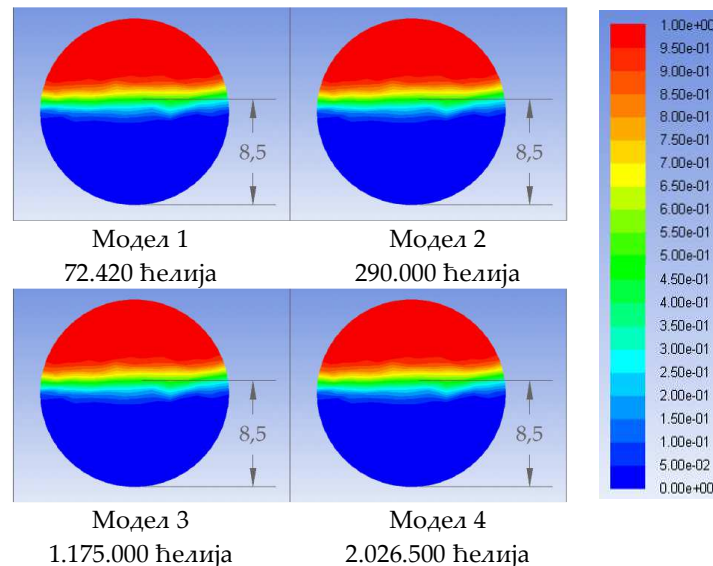 8,5
8,5
Модел 1
72.420 ћелија
Модел 2
290.000 ћелија
8,5
8,5
Модел 3
1.175.000 ћелија
Модел 4
2.026.500 ћелија
1.00e+00
9.50e-01
9.00e-01
8.50e-01
8.00e-01
7.50e-01
7.00e-01
6.50e-01
6.00e-01
5.50e-01
5.00e-01
4.50e-01
4.00e-01
3.50e-01
3.00e-01
2.50e-01
2.00e-01
1.50e-01
1.00e-01
5.00e-02
0.00e+00